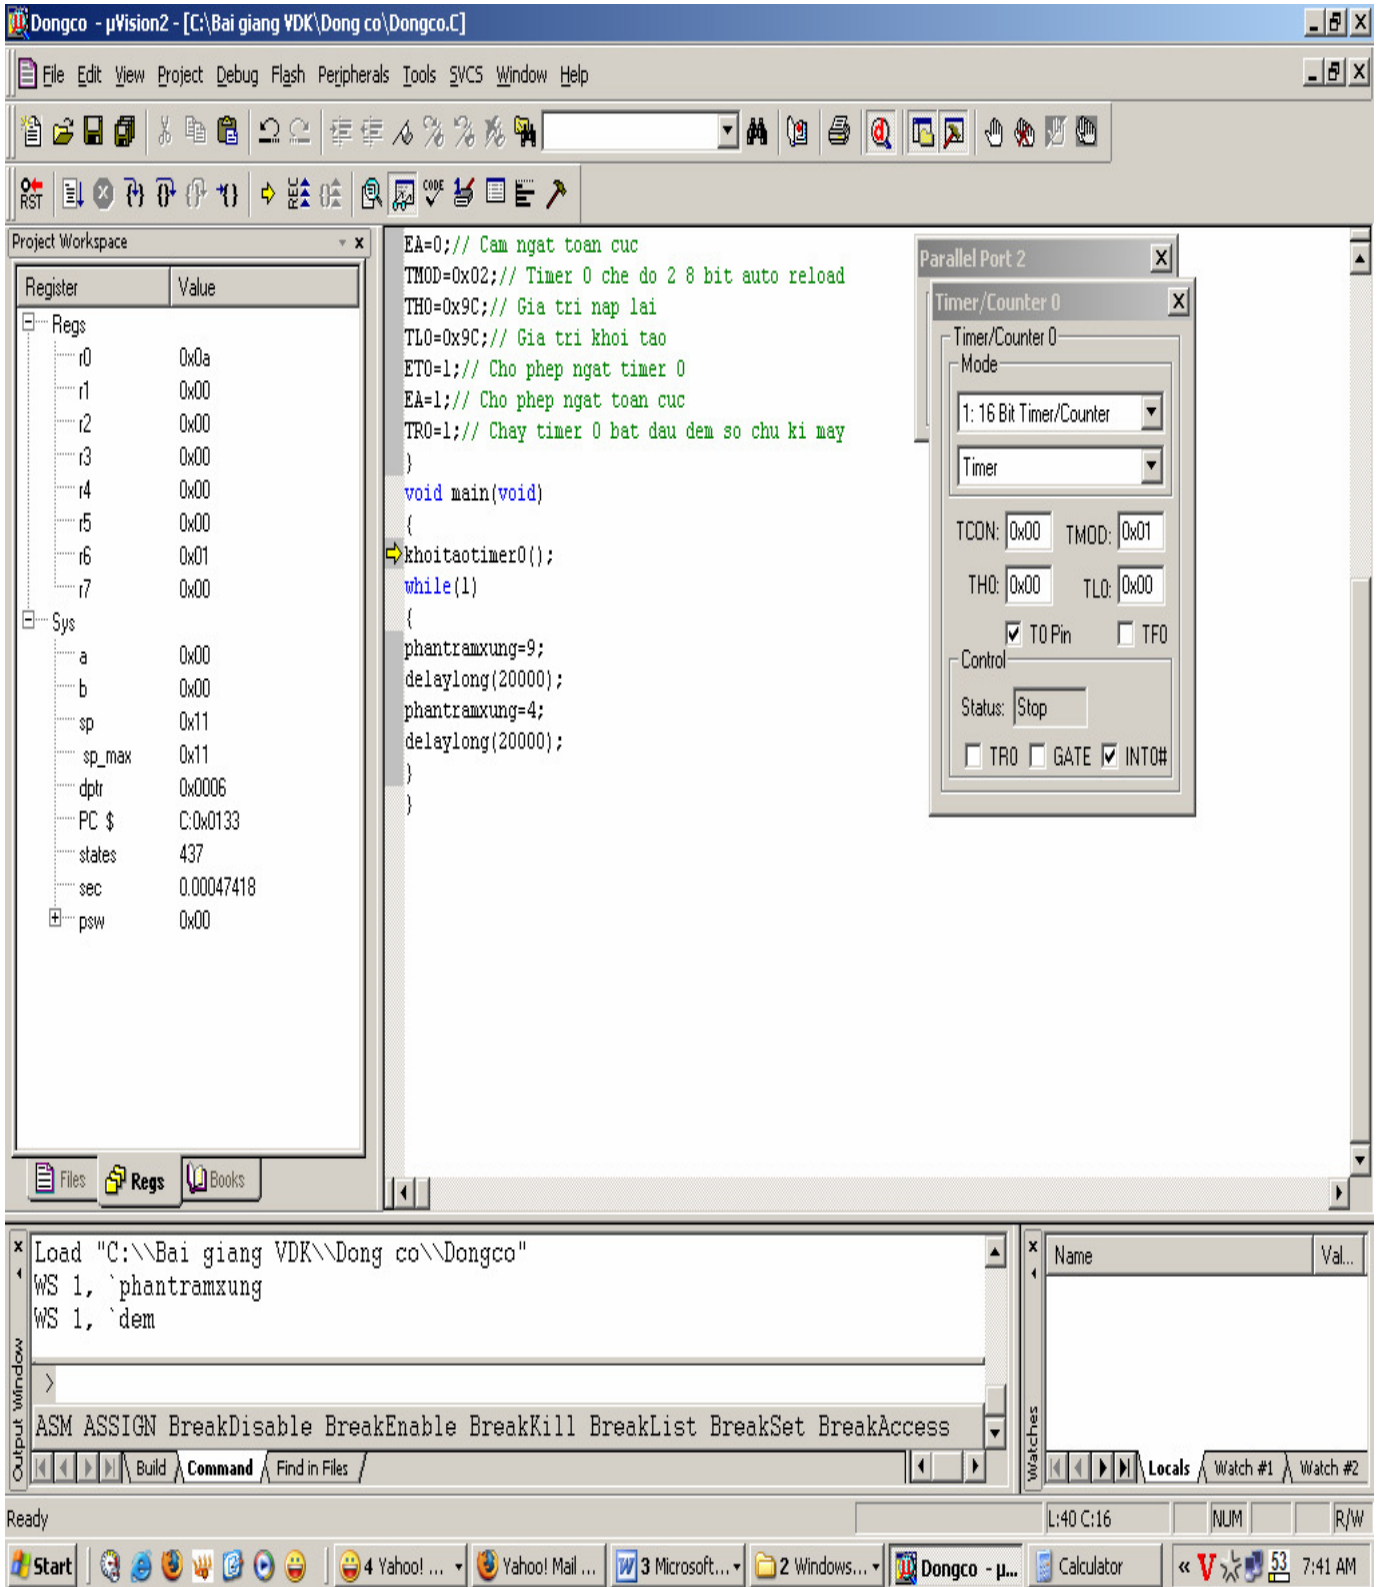 Dongco - µVision2 - [C:\Bai giang VDK\Dong co\Dongco.C]
File Edit View Project Debug Flash Peripherals Tools SVCS Window Help
RST
CODE
Project Workspace
Register Value
Regs
r0 0x0a
r1 0x00
r2 0x00
r3 0x00
r4 0x00
r5 0x00
r6 0x01
r7 0x00
Sys
a 0x00
b 0x00
sp 0x11
sp_max 0x11
dptr 0x0006
PC $ C:0x0133
states 437
sec 0.00047418
psw 0x00
Files Regs Books
EA=0;// Cam ngat toan cuc
TMOD=0x02;// Timer 0 che do 2 8 bit auto reload
TH0=0x9C;// Gia tri nap lai
TL0=0x9C;// Gia tri khoi tao
ET0=1;// Cho phep ngat timer 0
EA=1;// Cho phep ngat toan cuc
TR0=1;// Chay timer 0 bat dau dem so chu ki may
}
void main(void)
{
khoitaotimer0();
while(1)
{
phantramxung=9;
delaylong(20000);
phantramxung=4;
delaylong(20000);
}
}
Parallel Port 2
Timer/Counter 0
Timer/Counter 0
Mode
1: 16 Bit Timer/Counter
Timer
TCON: 0x00 TMOD: 0x01
TH0: 0x00 TL0: 0x00
T0 Pin TF0
Control
Status: Stop
TR0 GATE INT0#
Output Window
Load "C:\\Bai giang VDK\\Dong co\\Dongco"
WS 1, `phantramxung
WS 1, `dem
>
ASM ASSIGN BreakDisable BreakEnable BreakKill BreakList BreakSet BreakAccess
Build Command Find in Files
Watches
Name Val...
Locals Watch #1 Watch #2
Ready L:40 C:16 NUM R/W
Start 4 Yahoo! ... Yahoo! Mail ... 3 Microsoft... 2 Windows... Dongco - µ... Calculator « V 53 7:41 AM